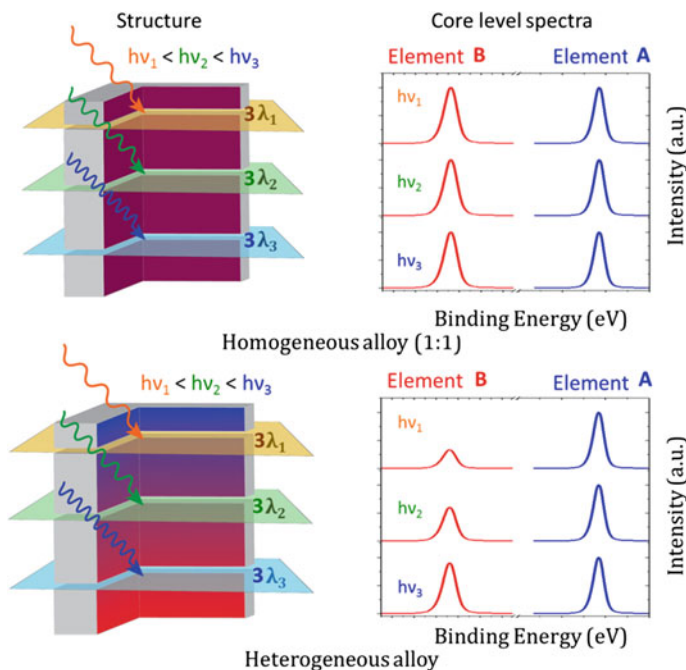 Structure
Core level spectra
hν₁ < hν₂ < hν₃
Element B
Element A
3λ₁
3λ₂
3λ₃
hν₁
hν₂
hν₃
Intensity (a.u.)
Binding Energy (eV)
Homogeneous alloy (1:1)
hν₁ < hν₂ < hν₃
Element B
Element A
3λ₁
3λ₂
3λ₃
hν₁
hν₂
hν₃
Intensity (a.u.)
Binding Energy (eV)
Heterogeneous alloy